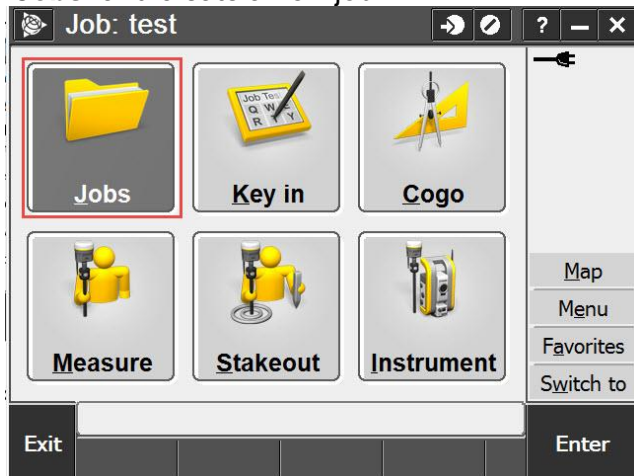 Job: test
?
Jobs
Job Test
Q W E
R T Y
Key in
Cogo
Measure
Stakeout
Instrument
Map
Menu
Favorites
Switch to
Exit
Enter